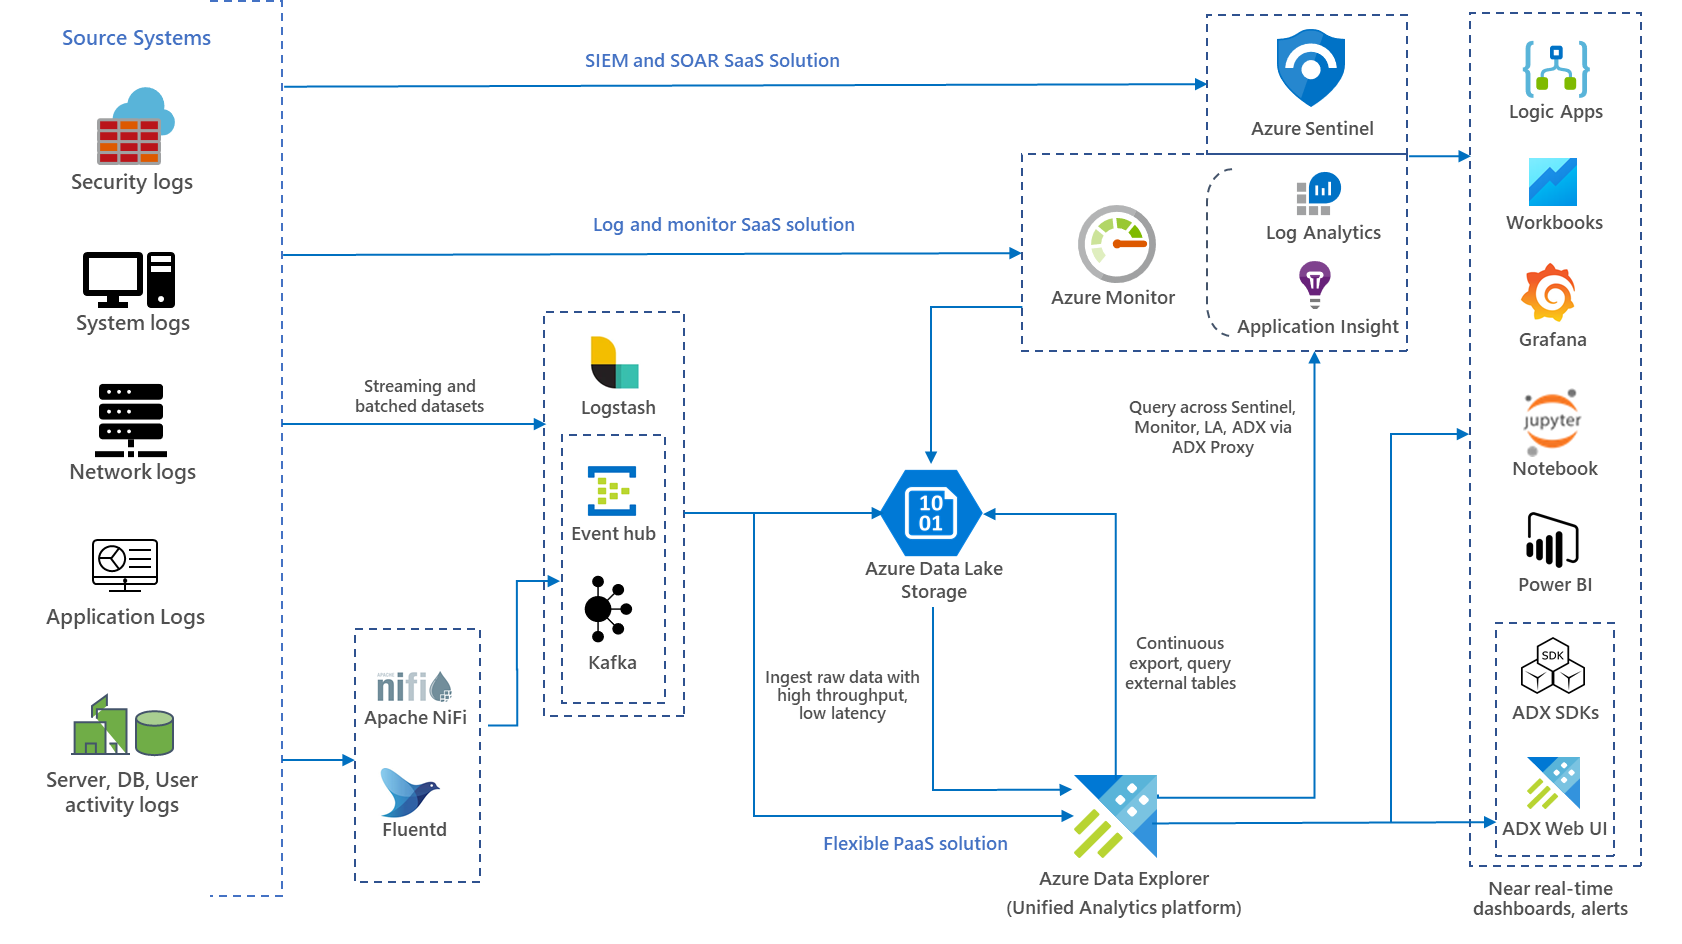 Source Systems
Security logs
System logs
Network logs
Application Logs
Server, DB, User
activity logs
SIEM and SOAR SaaS Solution
Log and monitor SaaS solution
Streaming and
batched datasets
APACHE
nifi
Apache NiFi
Fluentd
Logstash
Event hub
Kafka
Azure Sentinel
Azure Monitor
Log Analytics
Application Insight
10
01
Azure Data Lake
Storage
Query across Sentinel,
Monitor, LA, ADX via
ADX Proxy
Ingest raw data with
high throughput,
low latency
Continuous
export, query
external tables
Flexible PaaS solution
Azure Data Explorer
(Unified Analytics platform)
Logic Apps
Workbooks
Grafana
jupyter
Notebook
Power BI
SDK
ADX SDKs
ADX Web UI
Near real-time
dashboards, alerts